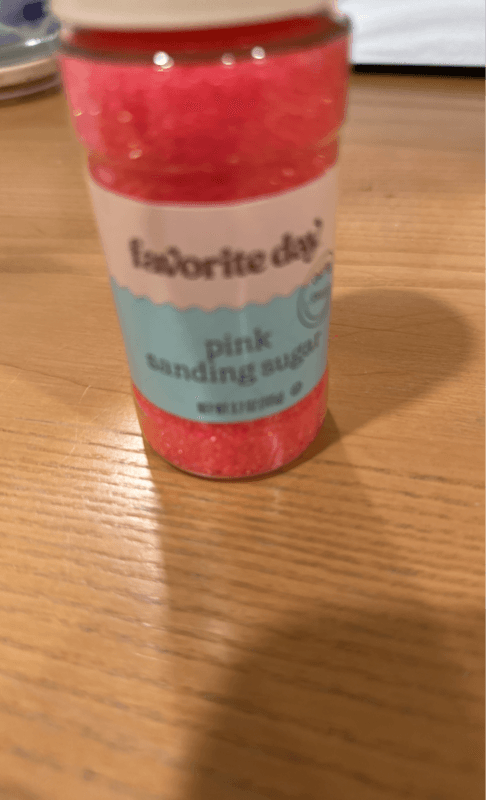 favorite day
pink
sanding sugar